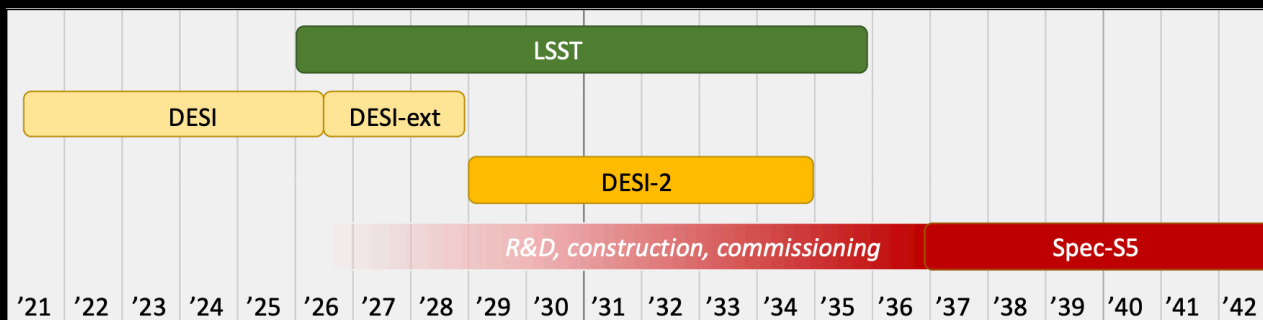 LSST
DESI DESI-ext
DESI-2
R&D, construction, commissioning Spec-S5
’21 ’22 ’23 ’24 ’25 ’26 ’27 ’28 ’29 ’30 ’31 ’32 ’33 ’34 ’35 ’36 ’37 ’38 ’39 ’40 ’41 ’42